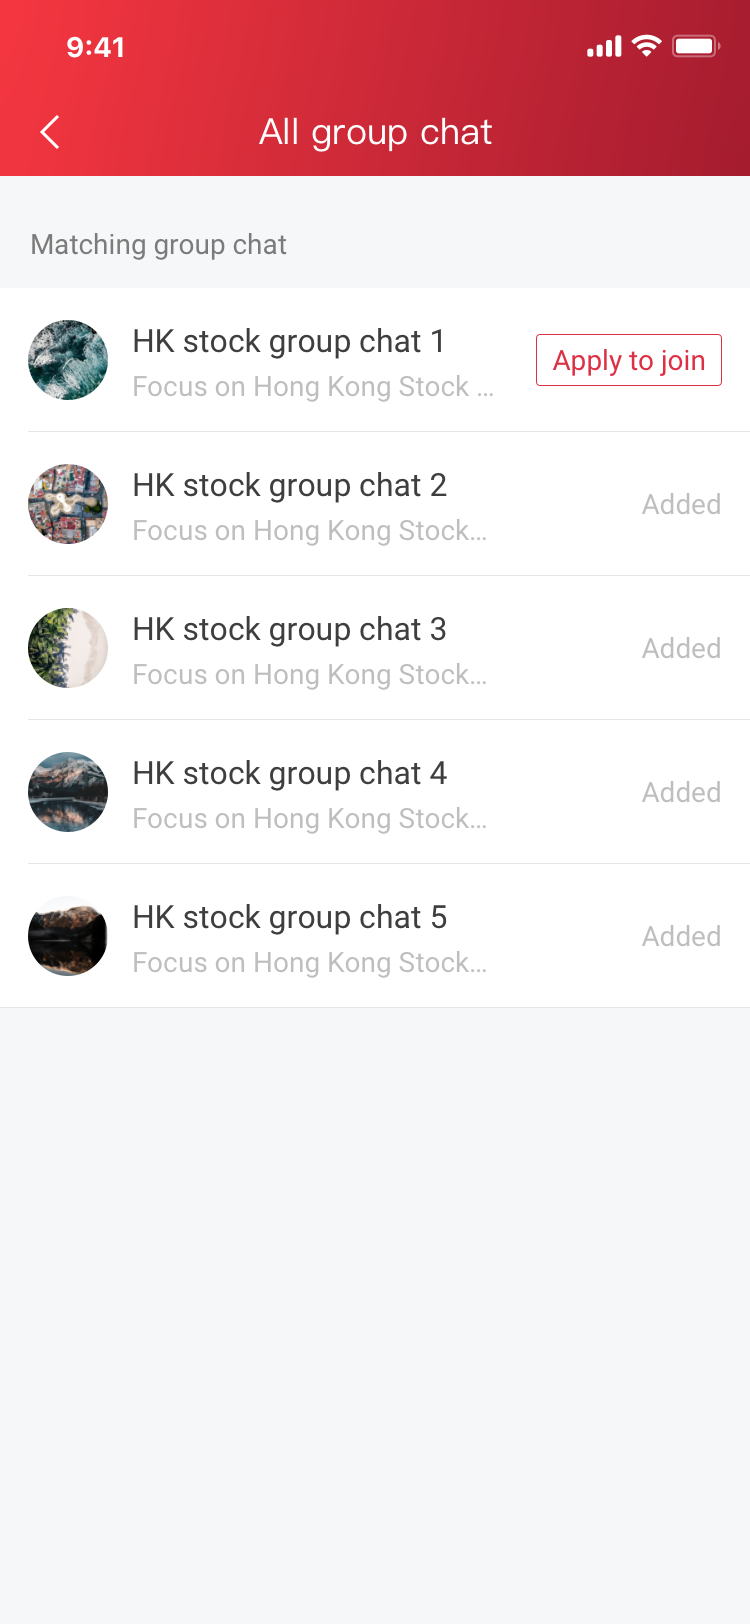 9:41
All group chat
Matching group chat
HK stock group chat 1
Focus on Hong Kong Stock ...
Apply to join
HK stock group chat 2
Focus on Hong Kong Stock...
Added
HK stock group chat 3
Focus on Hong Kong Stock...
Added
HK stock group chat 4
Focus on Hong Kong Stock...
Added
HK stock group chat 5
Focus on Hong Kong Stock...
Added